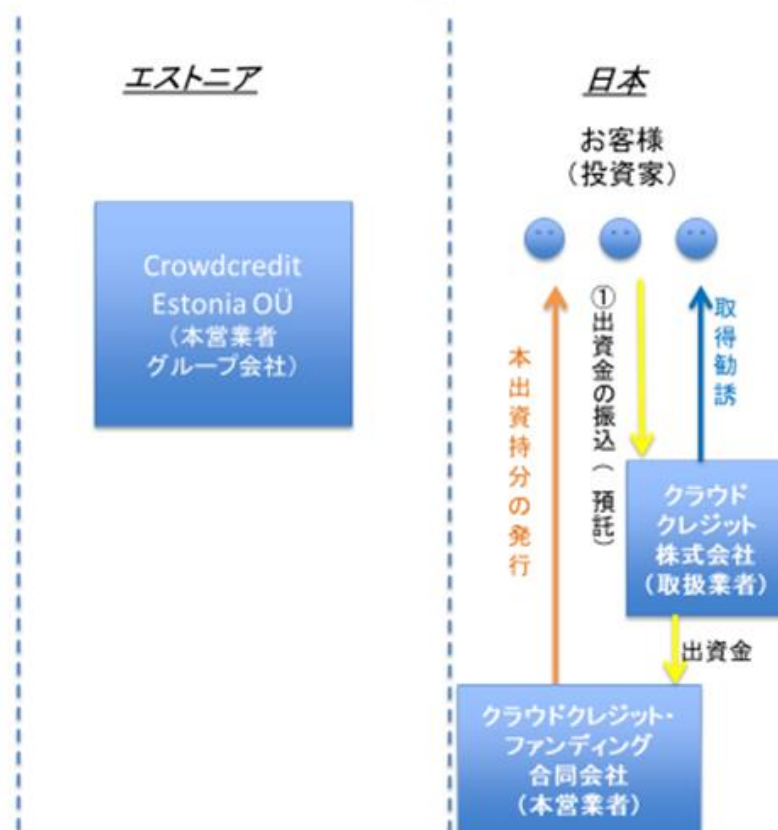 エストニア
Crowdcredit
Estonia OÜ
（本営業者
グループ会社）
日本
お客様
（投資家）
①出資金の振込（預託）
取得勧誘
本出資持分の発行
クラウド
クレジット
株式会社
（取扱業者）
出資金
クラウドクレジット・
ファンディング
合同会社
（本営業者）